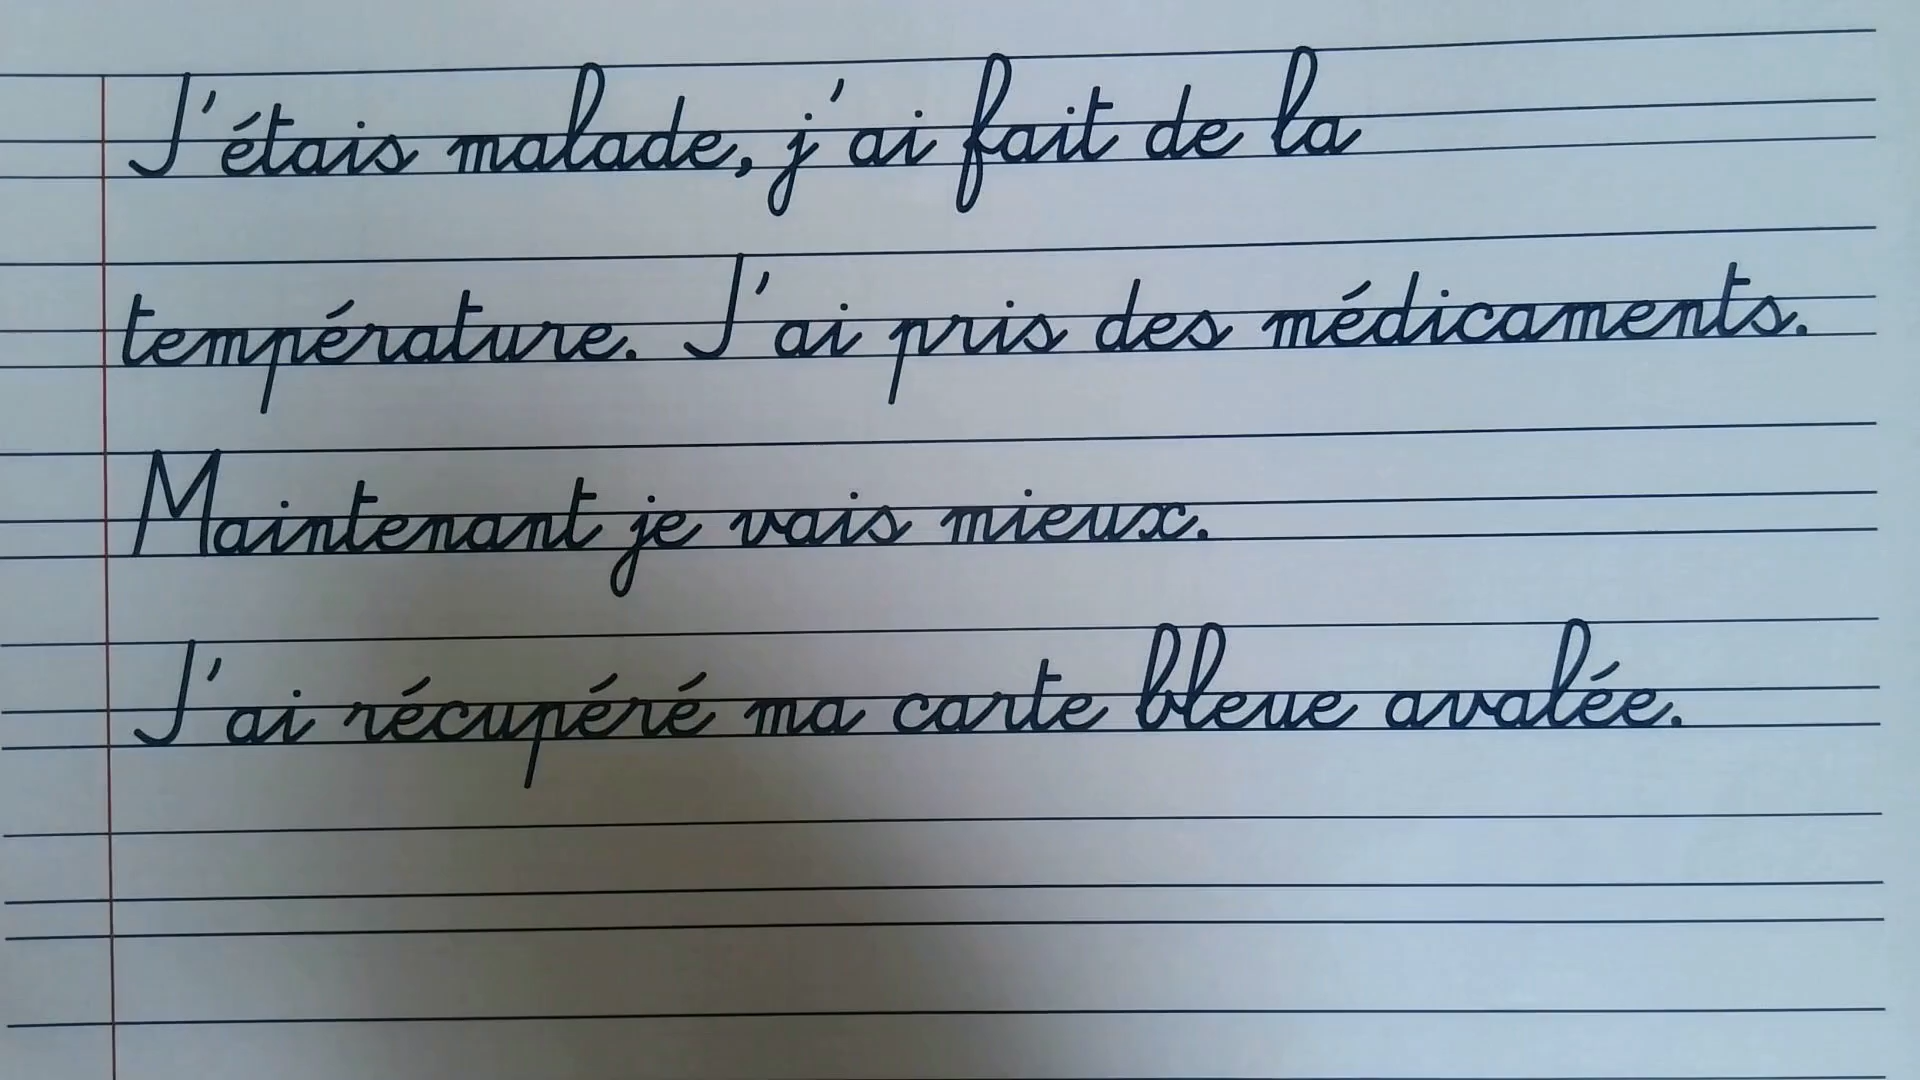 J'étais malade, j'ai fait de la
température. J'ai pris des médicaments.
Maintenant je vais mieux.
J'ai récupéré ma carte bleue avalée.